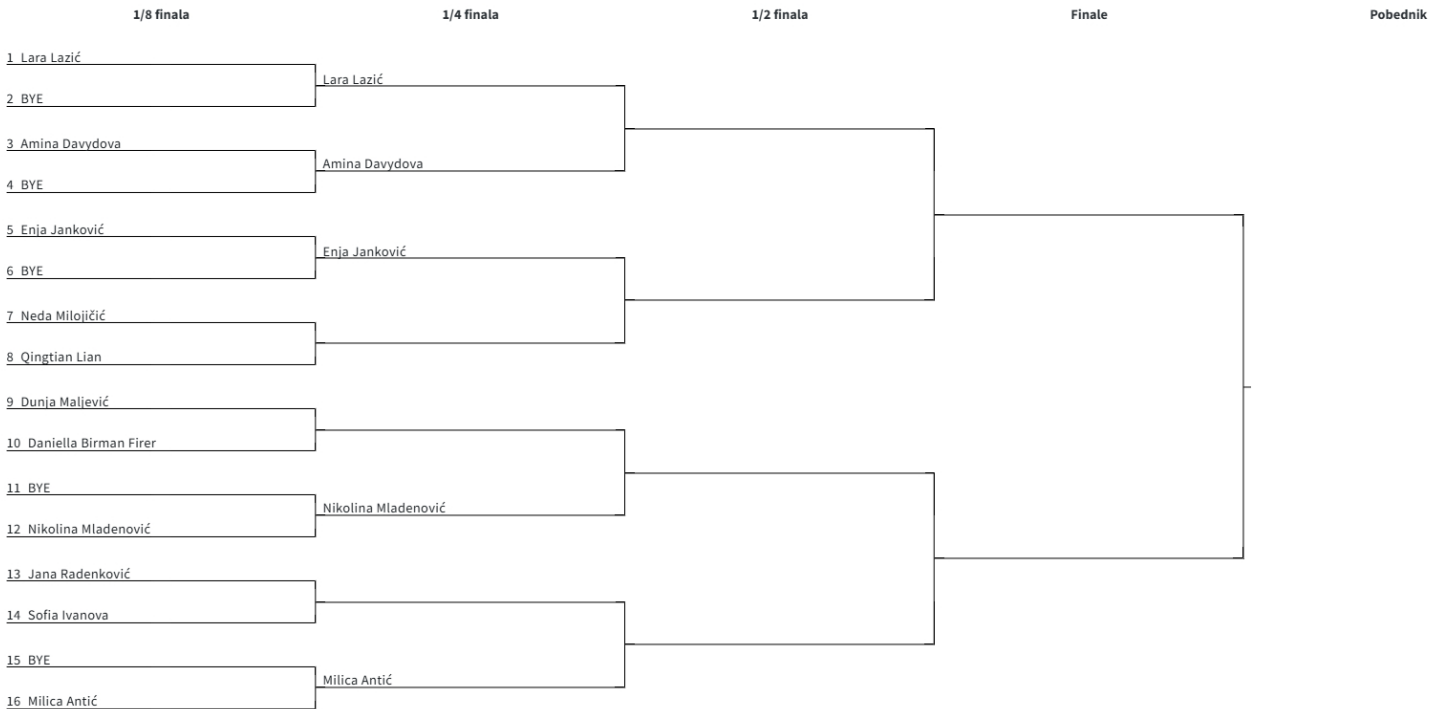 1/8 finala 1/4 finala 1/2 finala Finale Pobednik
1 Lara Lazić
Lara Lazić
2 BYE
3 Amina Davydova
Amina Davydova
4 BYE
5 Enja Janković
Enja Janković
6 BYE
7 Neda Milojičić
8 Qingtian Lian
9 Dunja Maljević
10 Daniella Birman Firer
11 BYE
Nikolina Mladenović
12 Nikolina Mladenović
13 Jana Radenković
14 Sofia Ivanova
15 BYE
Milica Antić
16 Milica Antić